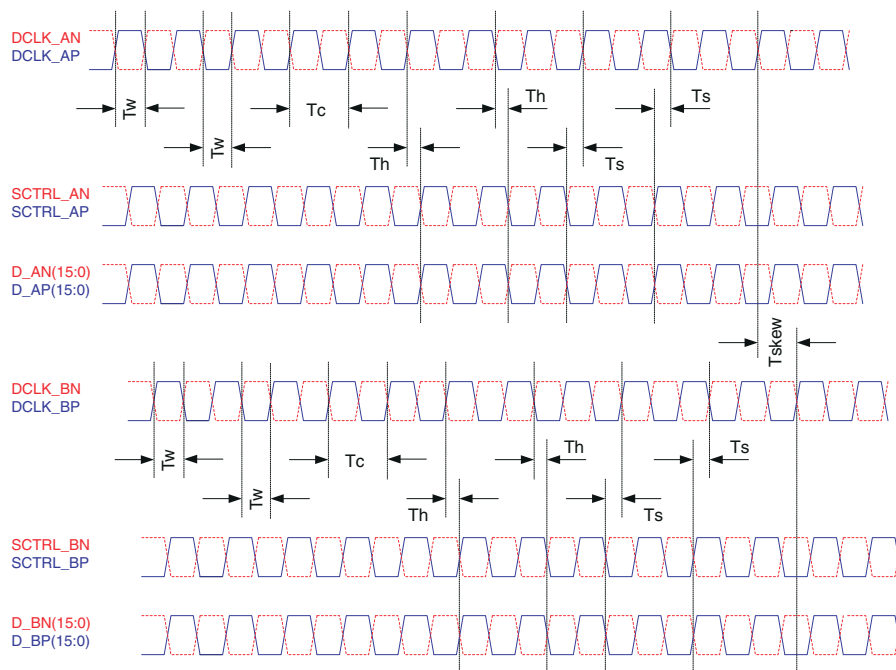 DCLK_AN
DCLK_AP
Tw
Tw
Tc
Th
Th
Ts
Ts
SCTRL_AN
SCTRL_AP
D_AN(15:0)
D_AP(15:0)
Tskew
DCLK_BN
DCLK_BP
Tw
Tw
Tc
Th
Th
Ts
Ts
SCTRL_BN
SCTRL_BP
D_BN(15:0)
D_BP(15:0)